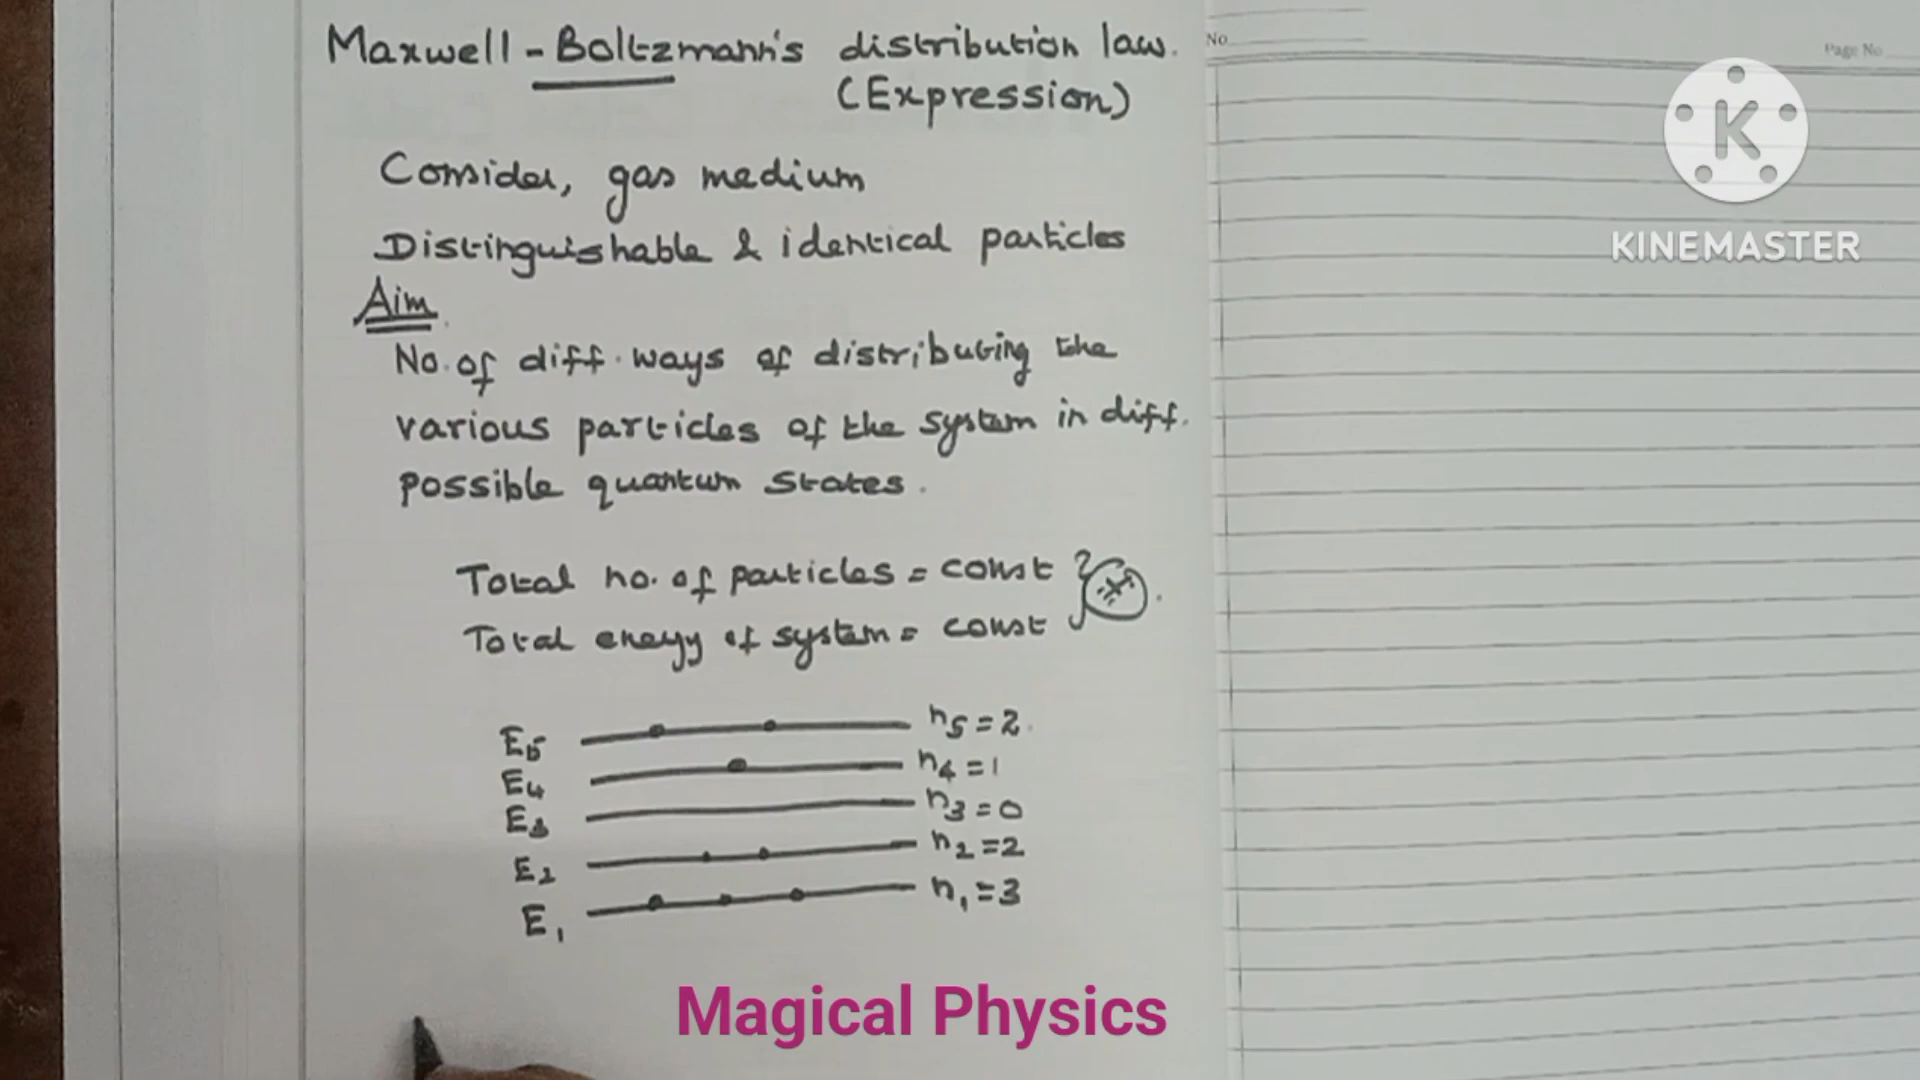 Maxwell - Boltzmann's distribution law.
(Expression)
Consider, gas medium
Distinguishable & identical particles
Aim
No. of diff. ways of distributing the
various particles of the system in diff.
possible quantum states.
Total no. of particles = const
Total energy of system = const
E5 n5 = 2
E4 n4 = 1
E3 n3 = 0
E2 n2 = 2
E1 n1 = 3
Magical Physics
No
Page No
K
KINEMASTER